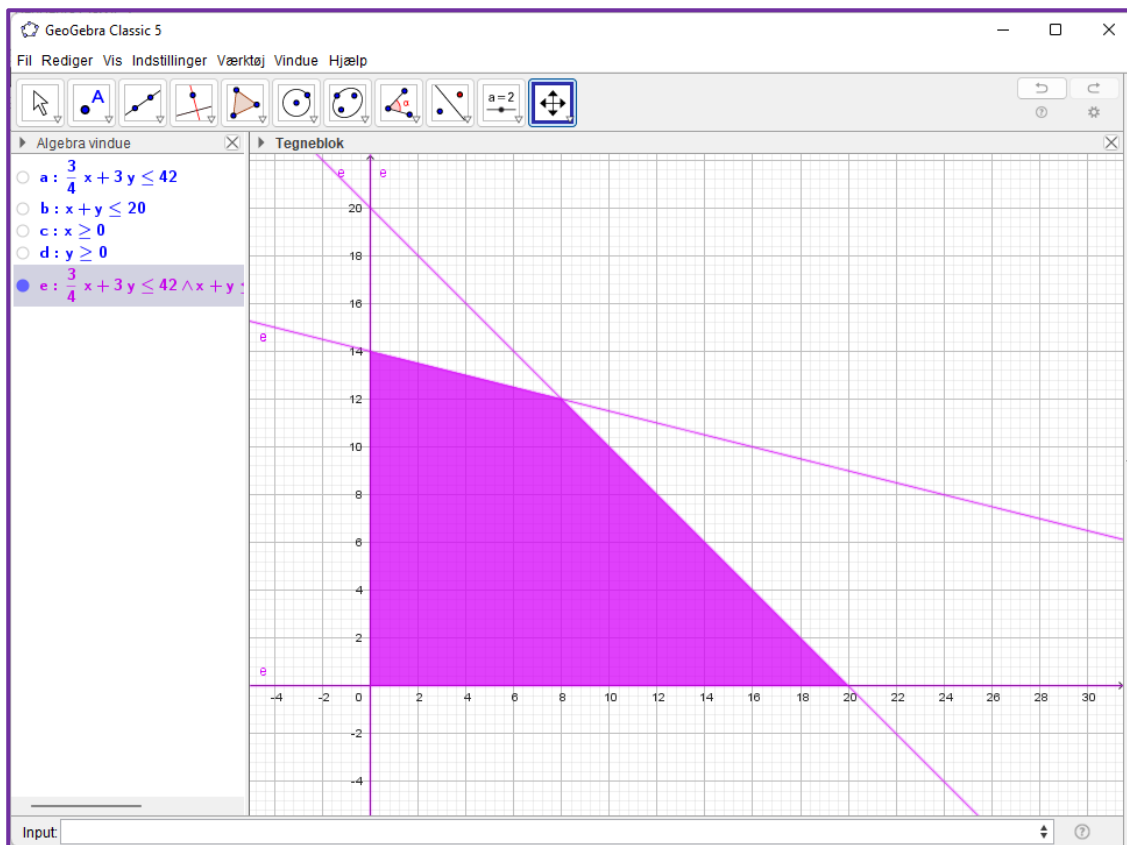 GeoGebra Classic 5
Fil Rediger Vis Indstillinger Værktøj Vindue Hjælp
A α a=2
Algebra vindue Tegneblok
a : 3/4 x + 3 y ≤ 42
b : x + y ≤ 20
c : x ≥ 0
d : y ≥ 0
e : 3/4 x + 3 y ≤ 42 ∧ x + y ≤
e e
20
18
16
e
14
12
10
8
6
4
2
e
-4 -2 0 2 4 6 8 10 12 14 16 18 20 22 24 26 28 30
-2
-4
Input: